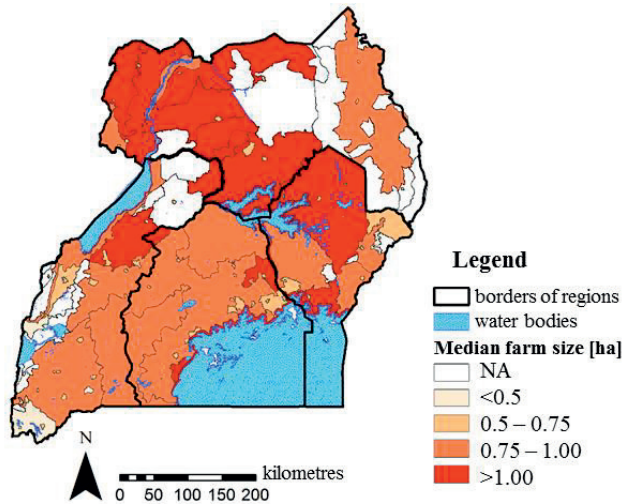 Legend
borders of regions
water bodies
Median farm size [ha]
NA
<0.5
0.5 – 0.75
0.75 – 1.00
>1.00
N
kilometres
0 50 100 150 200